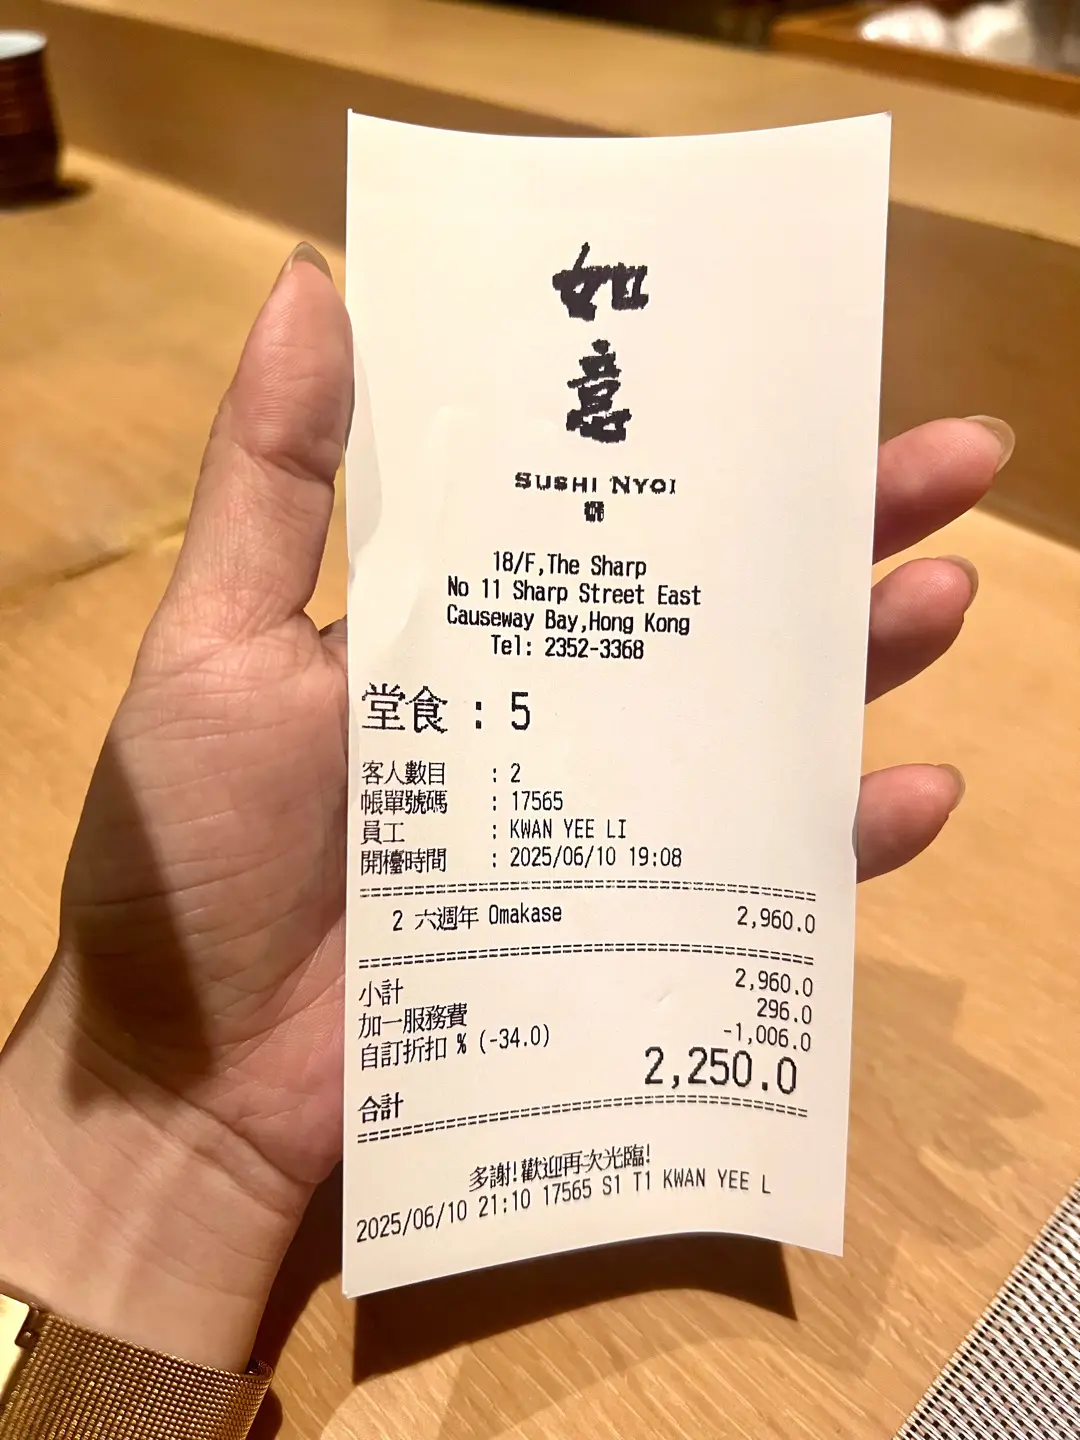 如
意
SUSHI NYOI
18/F,The Sharp
No 11 Sharp Street East
Causeway Bay,Hong Kong
Tel: 2352-3368
堂食 : 5
客人數目 : 2
帳單號碼 : 17565
員工 : KWAN YEE LI
開檯時間 : 2025/06/10 19:08
2 六週年 Omakase 2,960.0
小計 2,960.0
加一服務費 296.0
自訂折扣 % (-34.0) -1,006.0
合計 2,250.0
多謝!歡迎再次光臨!
2025/06/10 21:10 17565 S1 T1 KWAN YEE L